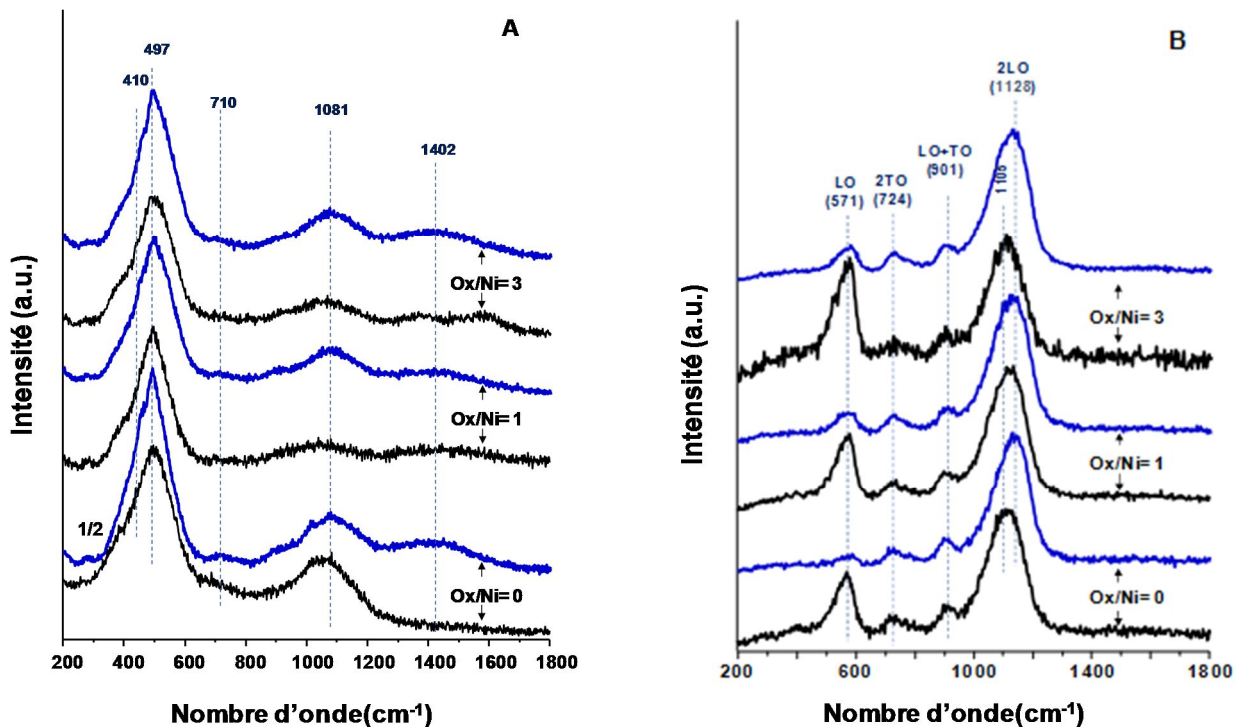 A
497
410
710
1081
1402
Ox/Ni= 3
Ox/Ni= 1
1/2
Ox/Ni= 0
200 400 600 800 1000 1200 1400 1600 1800
Nombre d’onde(cm⁻¹)
Intensité (a.u.)
B
2LO
(1128)
LO+TO
(901)
LO
(571)
2TO
(724)
1108
Ox/Ni= 3
Ox/Ni= 1
Ox/Ni= 0
200 600 1000 1400 1800
Nombre d’onde(cm⁻¹)
Intensité (a.u.)